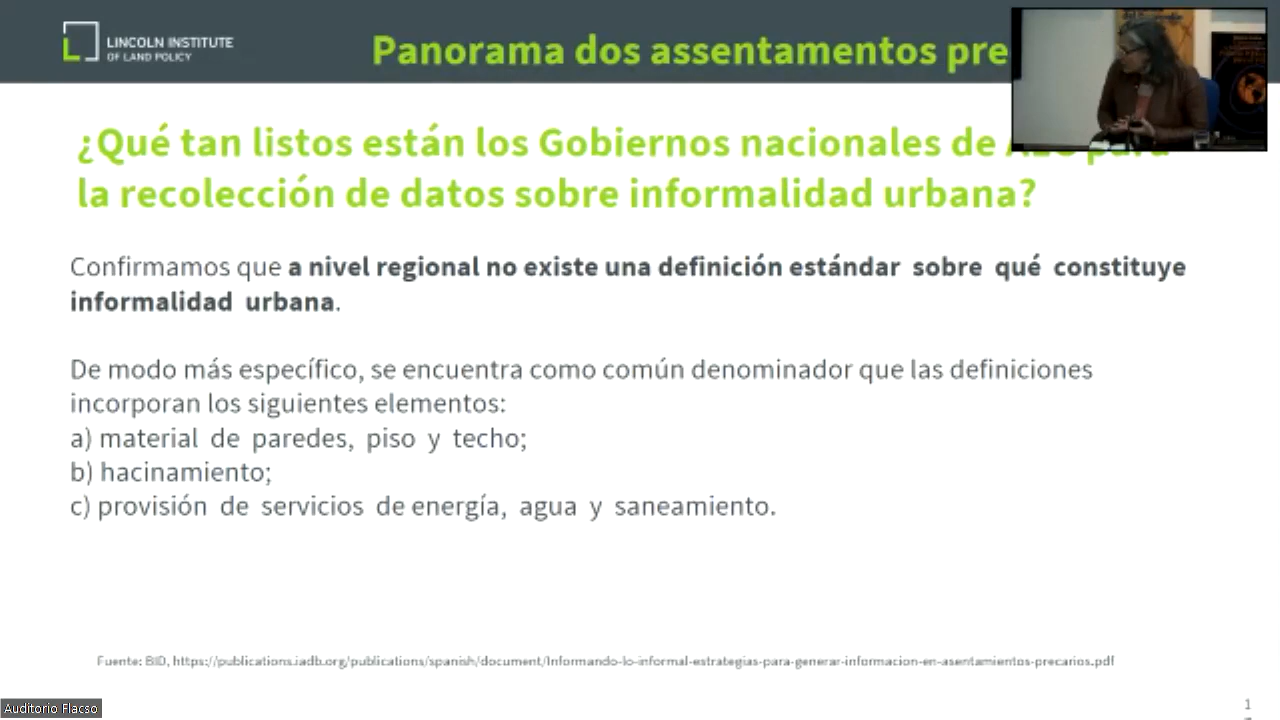 LINCOLN INSTITUTE
OF LAND POLICY
Panorama dos assentamentos pre
¿Qué tan listos están los Gobiernos nacionales de
la recolección de datos sobre informalidad urbana?
Confirmamos que a nivel regional no existe una definición estándar sobre qué constituye
informalidad urbana.
De modo más específico, se encuentra como común denominador que las definiciones
incorporan los siguientes elementos:
a) material de paredes, piso y techo;
b) hacinamiento;
c) provisión de servicios de energía, agua y saneamiento.
Fuente: BID, https://publications.iadb.org/publications/spanish/document/Informando-lo-informal-estrategias-para-generar-informacion-en-asentamientos-precarios.pdf
Auditorio Flacso
1